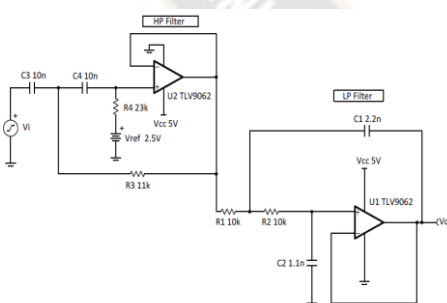 HP Filter
C3 10n
C4 10n
R4 23k
U2 TLV9062
Vcc 5V
Vref 2.5V
Vi
R3 11k
LP Filter
C1 2.2n
Vcc 5V
U1 TLV9062
R1 10k
R2 10k
C2 1.1n